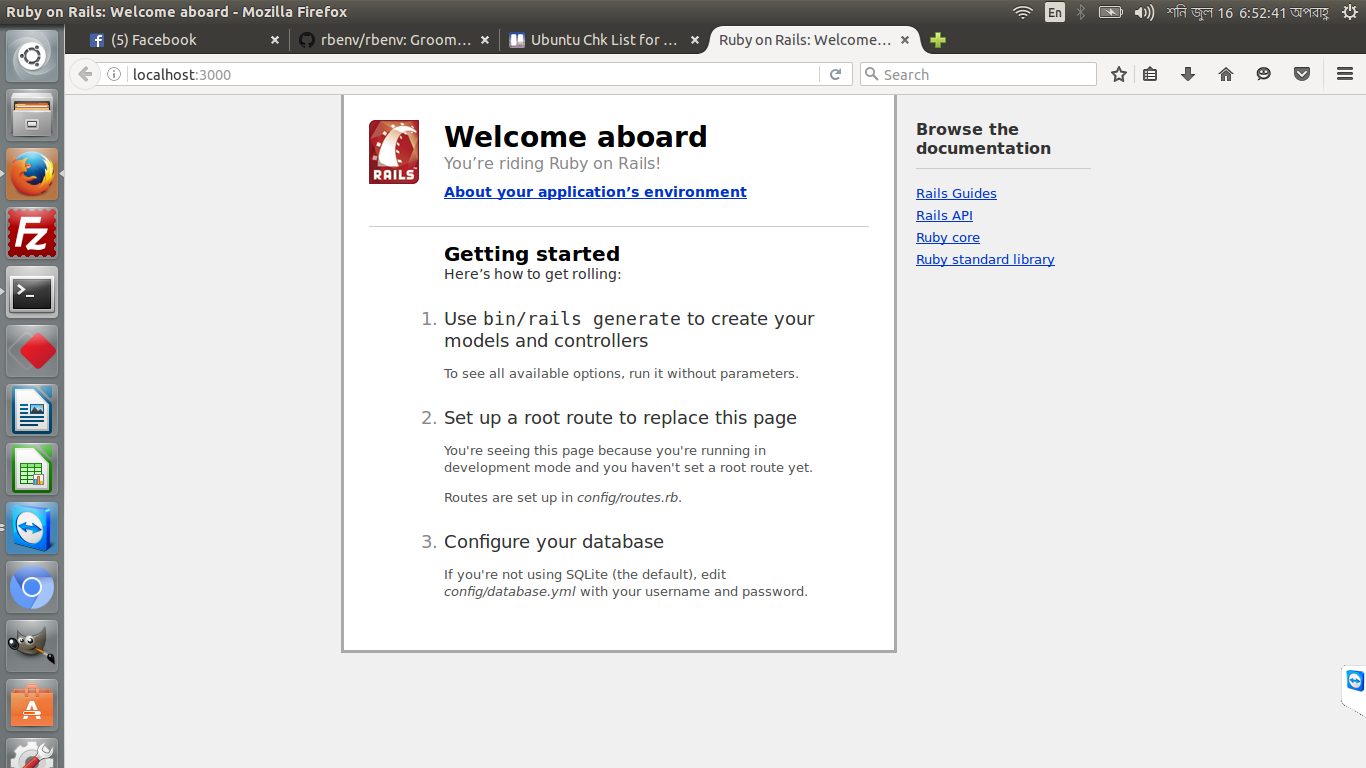 Ruby on Rails: Welcome aboard - Mozilla Firefox
En
শনি জুল 16 6:52:41 অপরাহ্ণ
(5) Facebook
rbenv/rbenv: Groom...
Ubuntu Chk List for ...
Ruby on Rails: Welcome...
localhost:3000
Search
RAILS
Welcome aboard
You’re riding Ruby on Rails!
About your application’s environment
Getting started
Here’s how to get rolling:
1. Use bin/rails generate to create your
models and controllers
To see all available options, run it without parameters.
2. Set up a root route to replace this page
You're seeing this page because you're running in
development mode and you haven't set a root route yet.
Routes are set up in config/routes.rb.
3. Configure your database
If you're not using SQLite (the default), edit
config/database.yml with your username and password.
Browse the
documentation
Rails Guides
Rails API
Ruby core
Ruby standard library